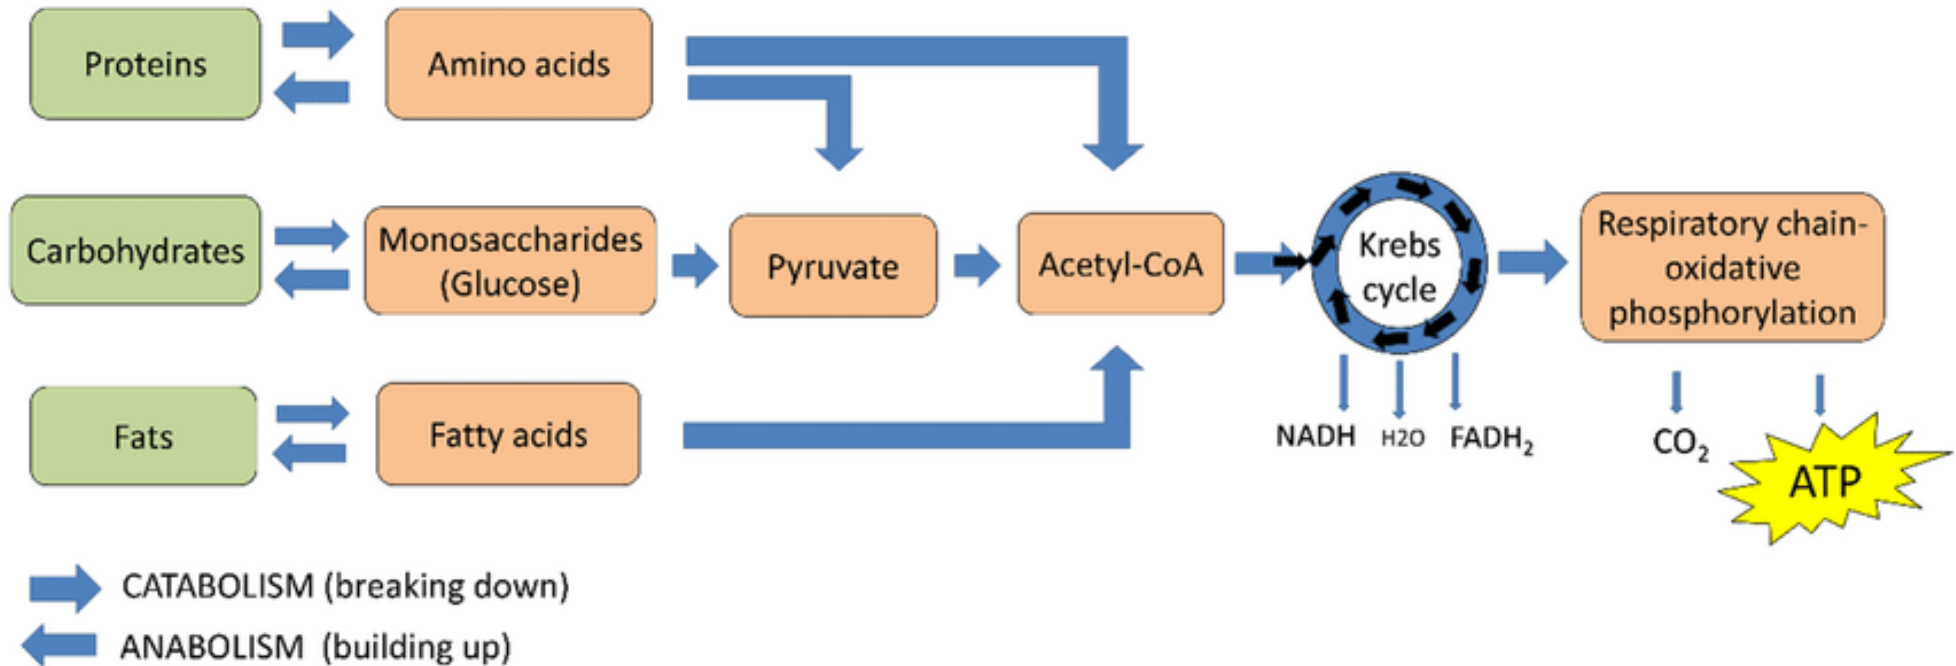 Proteins
Amino acids
Carbohydrates
Monosaccharides
(Glucose)
Pyruvate
Acetyl-CoA
Krebs
cycle
Respiratory chain-
oxidative
phosphorylation
Fats
Fatty acids
NADH
H2O
FADH₂
CO₂
ATP
CATABOLISM (breaking down)
ANABOLISM (building up)